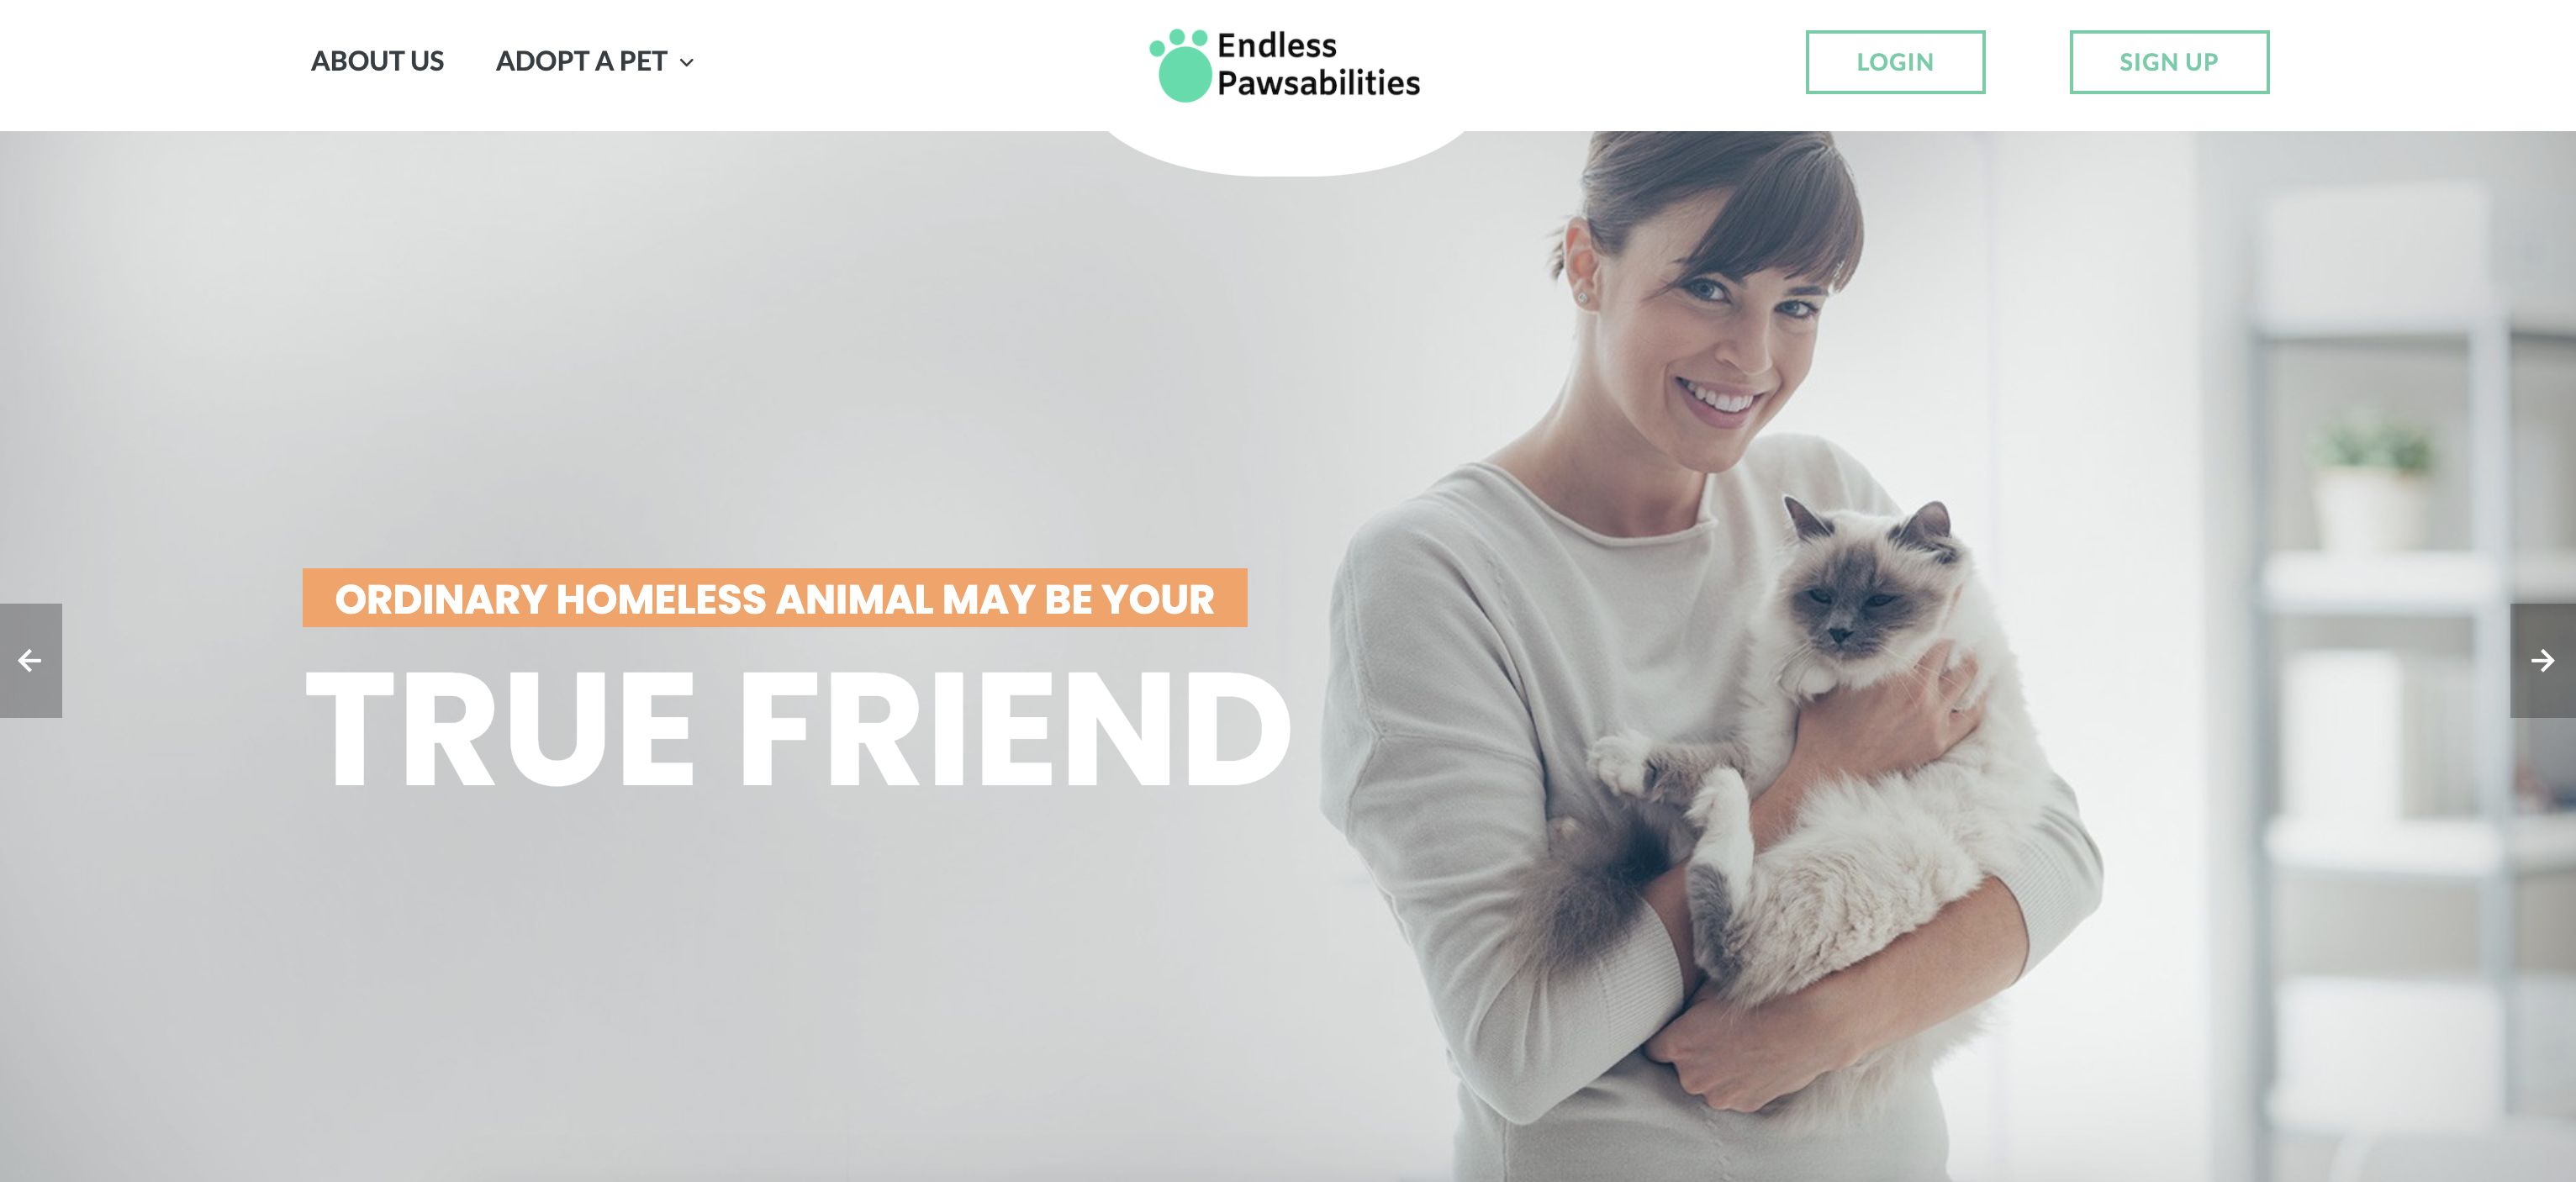 ABOUT US
ADOPT A PET
Endless
Pawsabilities
LOGIN
SIGN UP
ORDINARY HOMELESS ANIMAL MAY BE YOUR
TRUE FRIEND